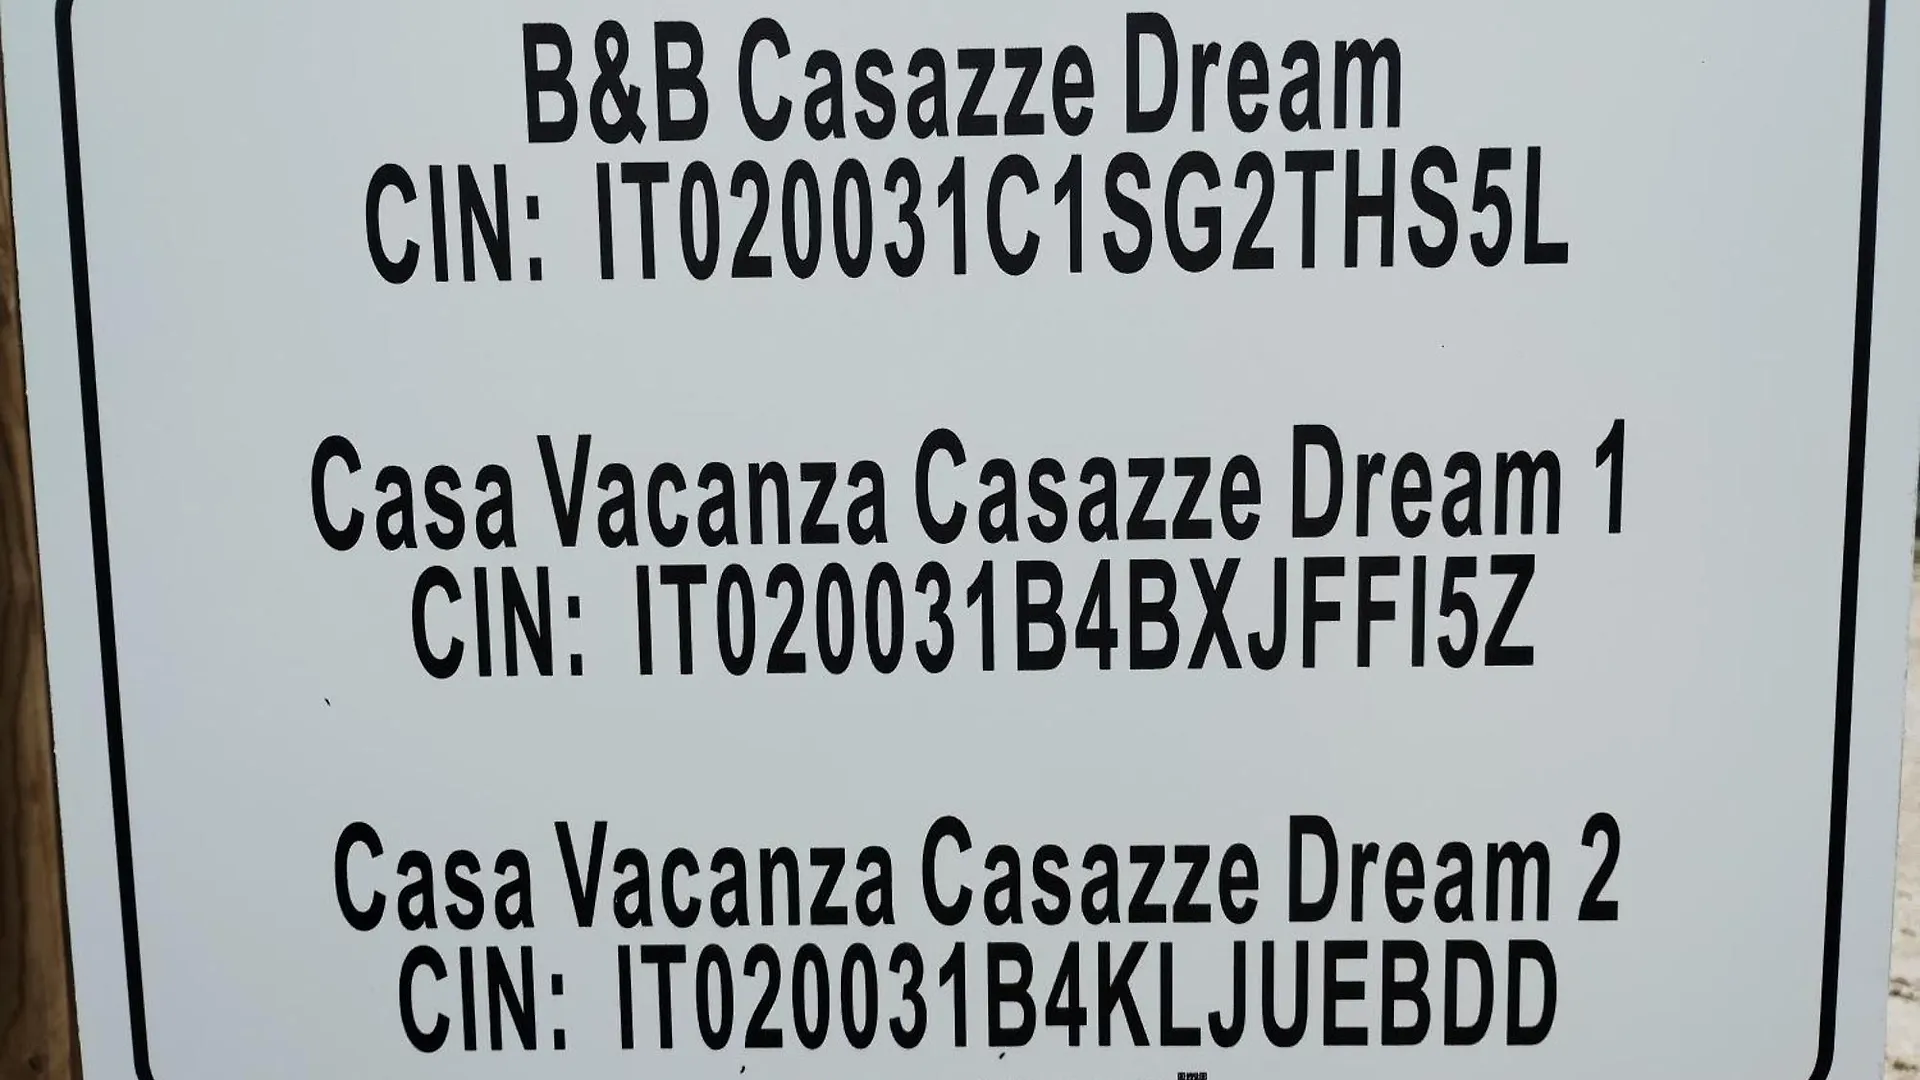 B&B Casazze Dream
CIN: IT020031C1SG2THS5L
Casa Vacanza Casazze Dream 1
CIN: IT020031B4BXJFFI5Z
Casa Vacanza Casazze Dream 2
CIN: IT020031B4KLJUEBDD